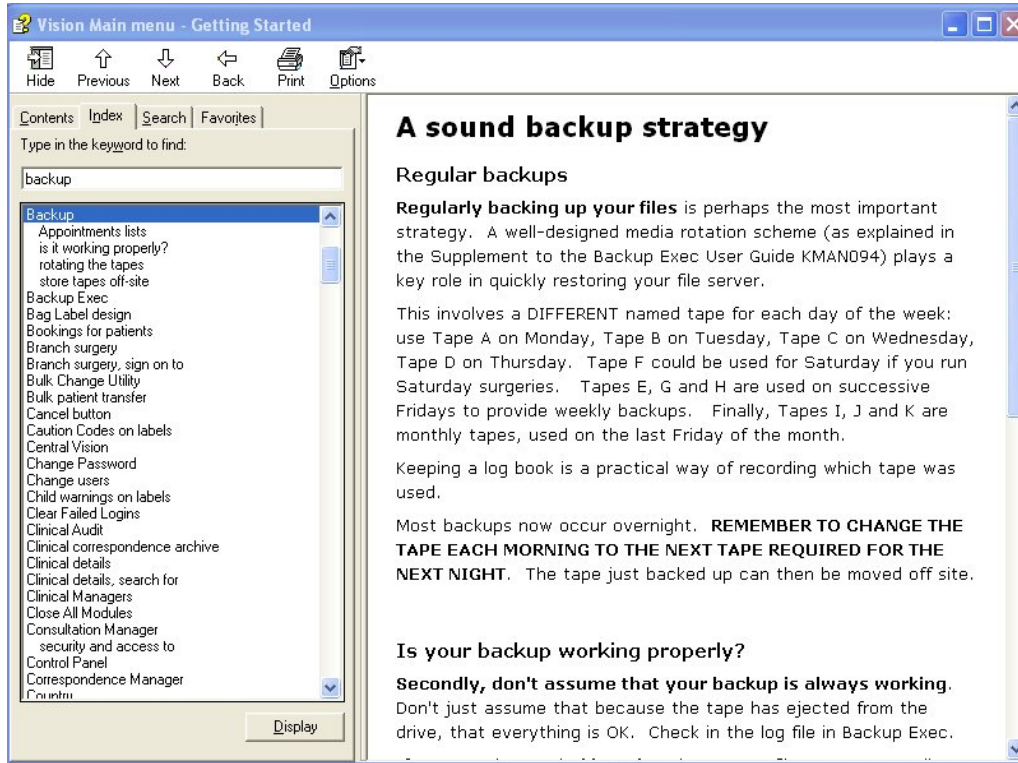 Vision Main menu - Getting Started
Hide Previous Next Back Print Options
Contents Index Search Favorites
Type in the keyword to find:
backup
Backup
Appointments lists
is it working properly?
rotating the tapes
store tapes off-site
Backup Exec
Bag Label design
Bookings for patients
Branch surgery
Branch surgery, sign on to
Bulk Change Utility
Bulk patient transfer
Cancel button
Caution Codes on labels
Central Vision
Change Password
Change users
Child warnings on labels
Clear Failed Logins
Clinical Audit
Clinical correspondence archive
Clinical details
Clinical details, search for
Clinical Managers
Close All Modules
Consultation Manager
security and access to
Control Panel
Correspondence Manager
Country
Display
A sound backup strategy
Regular backups
Regularly backing up your files is perhaps the most important
strategy. A well-designed media rotation scheme (as explained in
the Supplement to the Backup Exec User Guide KMAN094) plays a
key role in quickly restoring your file server.
This involves a DIFFERENT named tape for each day of the week:
use Tape A on Monday, Tape B on Tuesday, Tape C on Wednesday,
Tape D on Thursday. Tape F could be used for Saturday if you run
Saturday surgeries. Tapes E, G and H are used on successive
Fridays to provide weekly backups. Finally, Tapes I, J and K are
monthly tapes, used on the last Friday of the month.
Keeping a log book is a practical way of recording which tape was
used.
Most backups now occur overnight. REMEMBER TO CHANGE THE
TAPE EACH MORNING TO THE NEXT TAPE REQUIRED FOR THE
NEXT NIGHT. The tape just backed up can then be moved off site.
Is your backup working properly?
Secondly, don't assume that your backup is always working.
Don't just assume that because the tape has ejected from the
drive, that everything is OK. Check in the log file in Backup Exec.